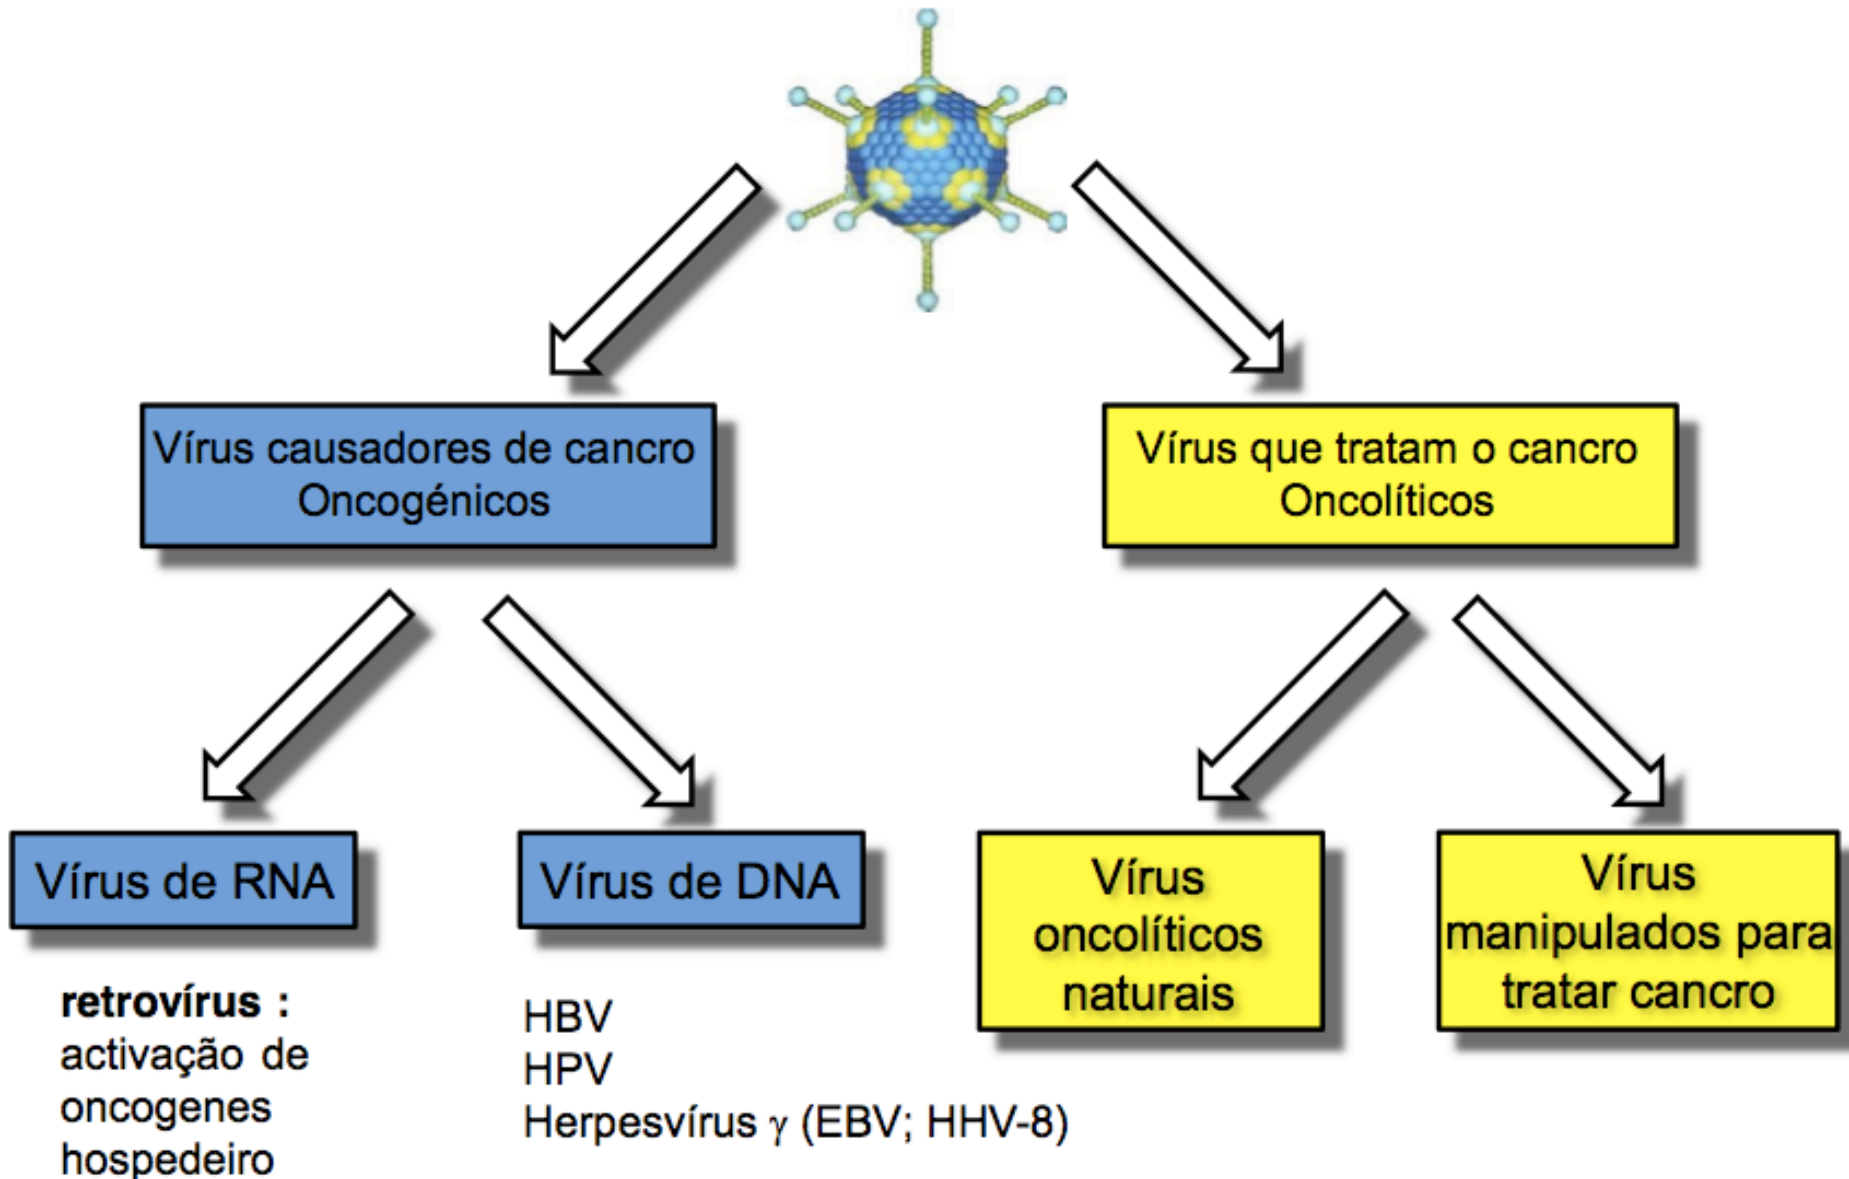 Vírus causadores de cancro
Oncogénicos
Vírus que tratam o cancro
Oncolíticos
Vírus de RNA
retrovírus :
activação de
oncogenes
hospedeiro
Vírus de DNA
HBV
HPV
Herpesvírus γ (EBV; HHV-8)
Vírus
oncolíticos
naturais
Vírus
manipulados para
tratar cancro